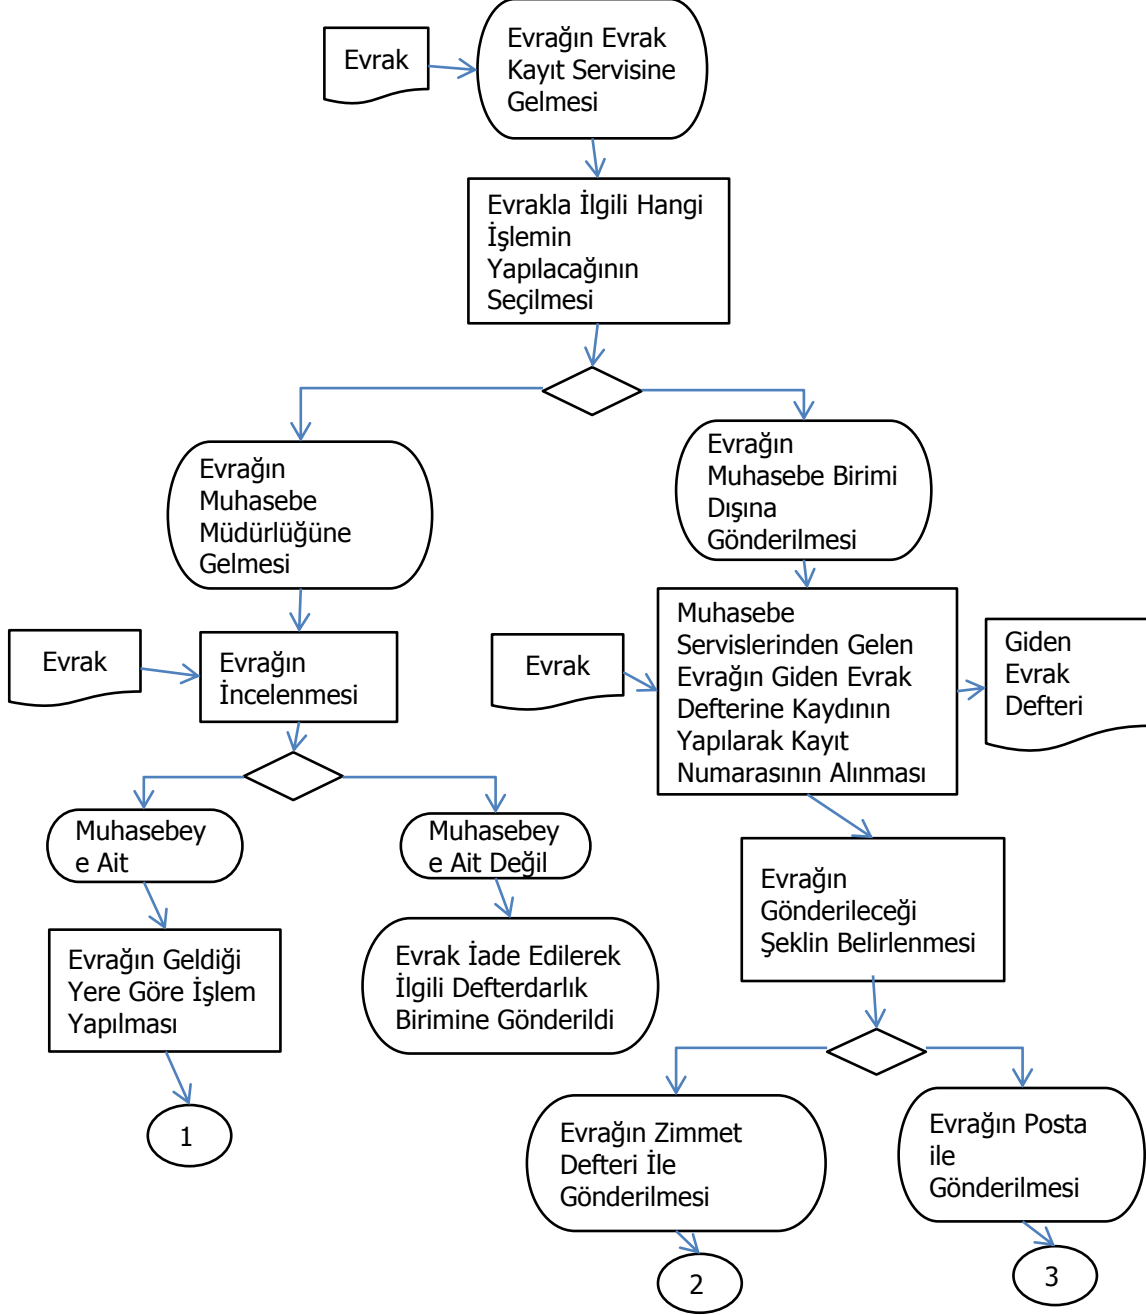 Evrak
Evrağın Evrak
Kayıt Servisine
Gelmesi
Evrakla İlgili Hangi
İşlemin
Yapılacağının
Seçilmesi
Evrağın
Muhasebe
Müdürlüğüne
Gelmesi
Evrağın
Muhasebe Birimi
Dışına
Gönderilmesi
Evrak
Evrağın
İncelenmesi
Evrak
Muhasebe
Servislerinden Gelen
Evrağın Giden Evrak
Defterine Kaydının
Yapılarak Kayıt
Numarasının Alınması
Giden
Evrak
Defteri
Muhasebey
e Ait
Muhasebey
e Ait Değil
Evrağın
Gönderileceği
Şeklin Belirlenmesi
Evrağın Geldiği
Yere Göre İşlem
Yapılması
Evrak İade Edilerek
İlgili Defterdarlık
Birimine Gönderildi
1
Evrağın Zimmet
Defteri İle
Gönderilmesi
Evrağın Posta
ile
Gönderilmesi
2
3